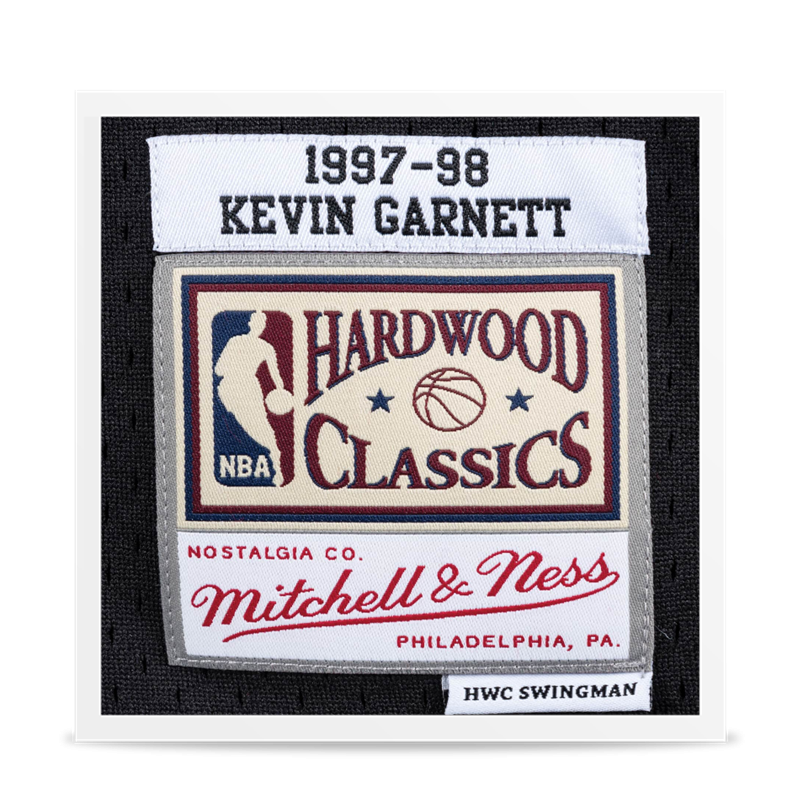 1997-98
KEVIN GARNETT
HARDWOOD
CLASSICS
NBA
NOSTALGIA CO.
Mitchell & Ness
PHILADELPHIA, PA.
HWC SWINGMAN